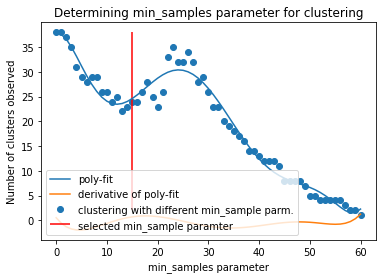 Determining min_samples parameter for clustering
Number of clusters observed
35
30
25
20
15
10
5
0
poly-fit
derivative of poly-fit
clustering with different min_sample parm.
selected min_sample paramter
0 10 20 30 40 50 60
min_samples parameter